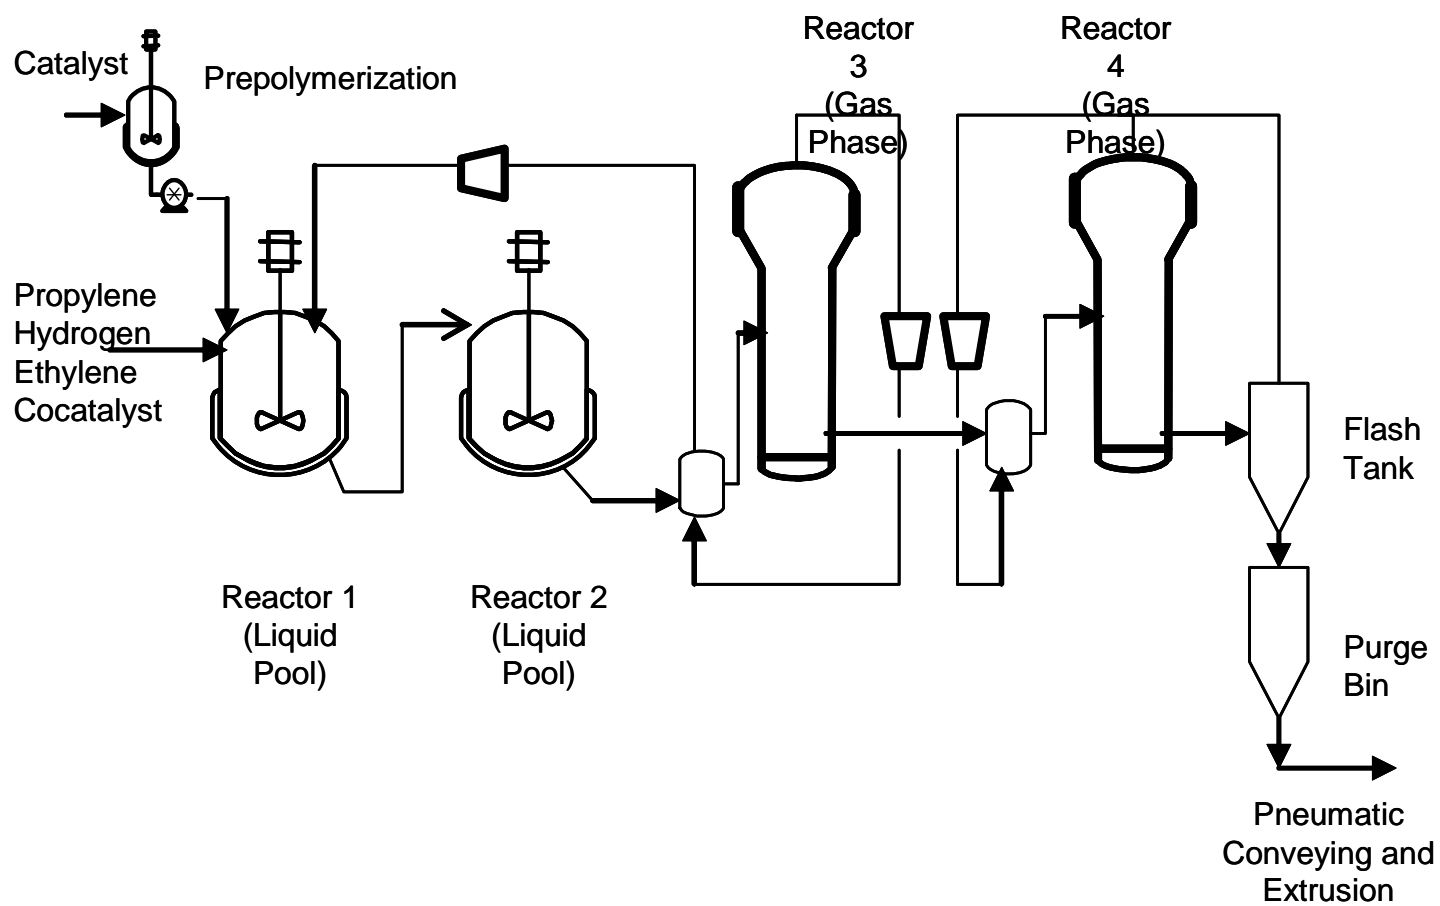 Catalyst
Prepolymerization
Reactor
3
(Gas
Phase)
Reactor
4
(Gas
Phase)
Propylene
Hydrogen
Ethylene
Cocatalyst
Flash
Tank
Reactor 1
(Liquid
Pool)
Reactor 2
(Liquid
Pool)
Purge
Bin
Pneumatic
Conveying and
Extrusion